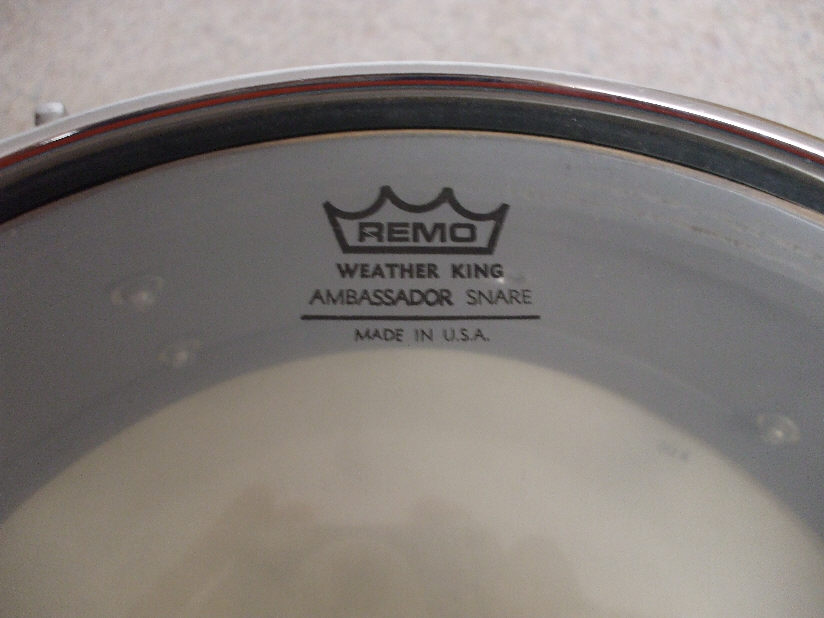 REMO
WEATHER KING
AMBASSADOR SNARE
MADE IN U.S.A.